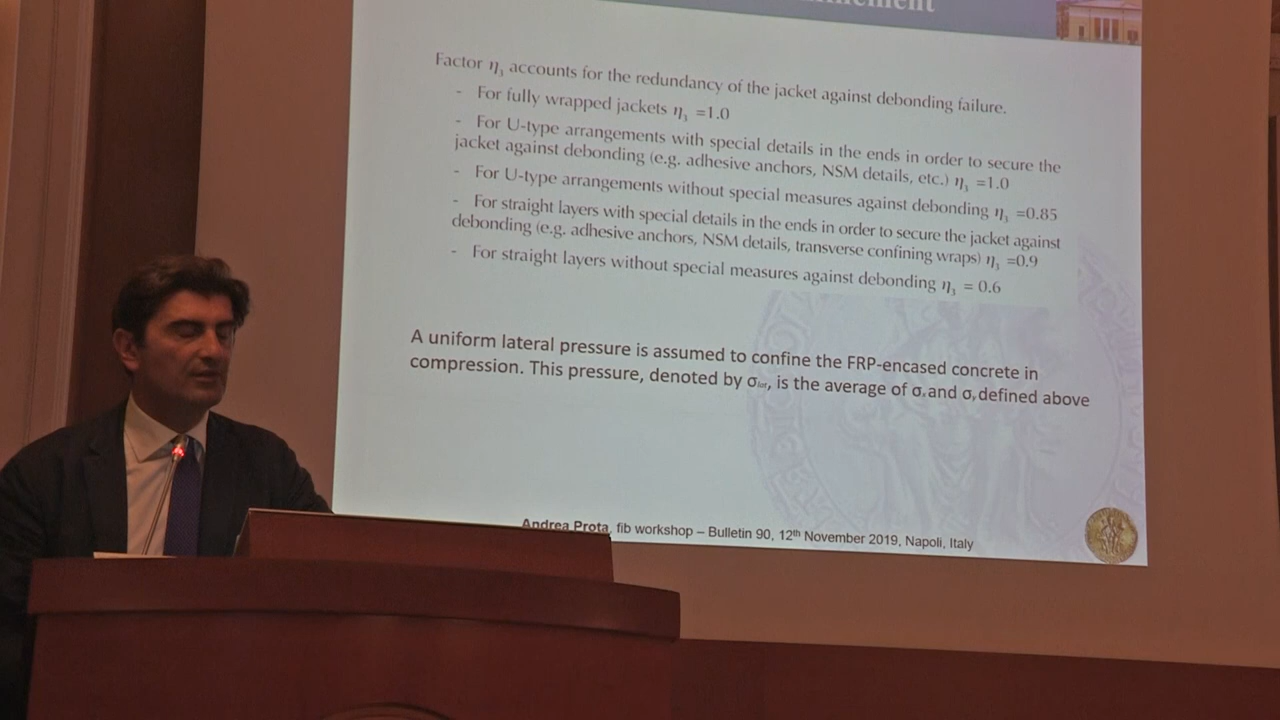 Factor η₃ accounts for the redundancy of the jacket against debonding failure.
- For fully wrapped jackets η₃ =1.0
- For U-type arrangements with special details in the ends in order to secure the
jacket against debonding (e.g. adhesive anchors, NSM details, etc.) η₃ =1.0
- For U-type arrangements without special measures against debonding η₃ =0.85
- For straight layers with special details in the ends in order to secure the jacket against
debonding (e.g. adhesive anchors, NSM details, transverse confining wraps) η₃ =0.9
- For straight layers without special measures against debonding η₃ = 0.6
A uniform lateral pressure is assumed to confine the FRP-encased concrete in
compression. This pressure, denoted by σlat, is the average of σ and σ defined above
Andrea Prota, fib workshop – Bulletin 90, 12th November 2019, Napoli, Italy